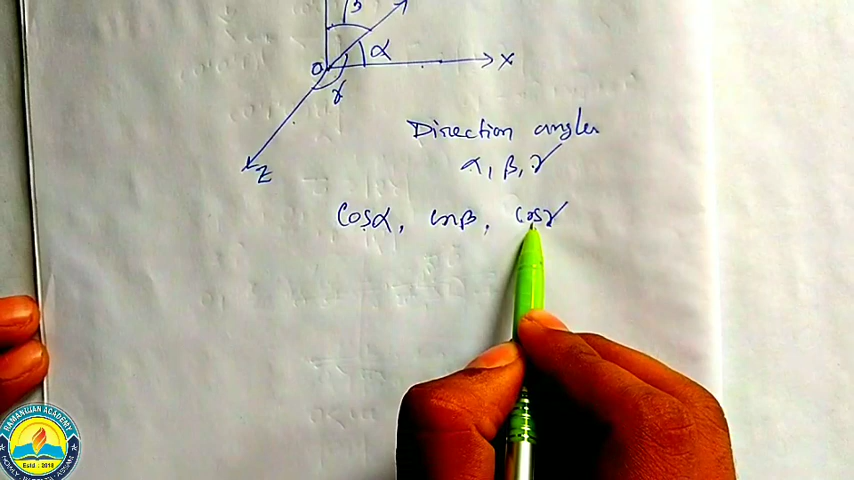 β
α
O
X
γ
Direction angles
Z
α, β, γ
Cosα, cosβ, cosγ
RAMANUJAN ACADEMY
Estd : 2018